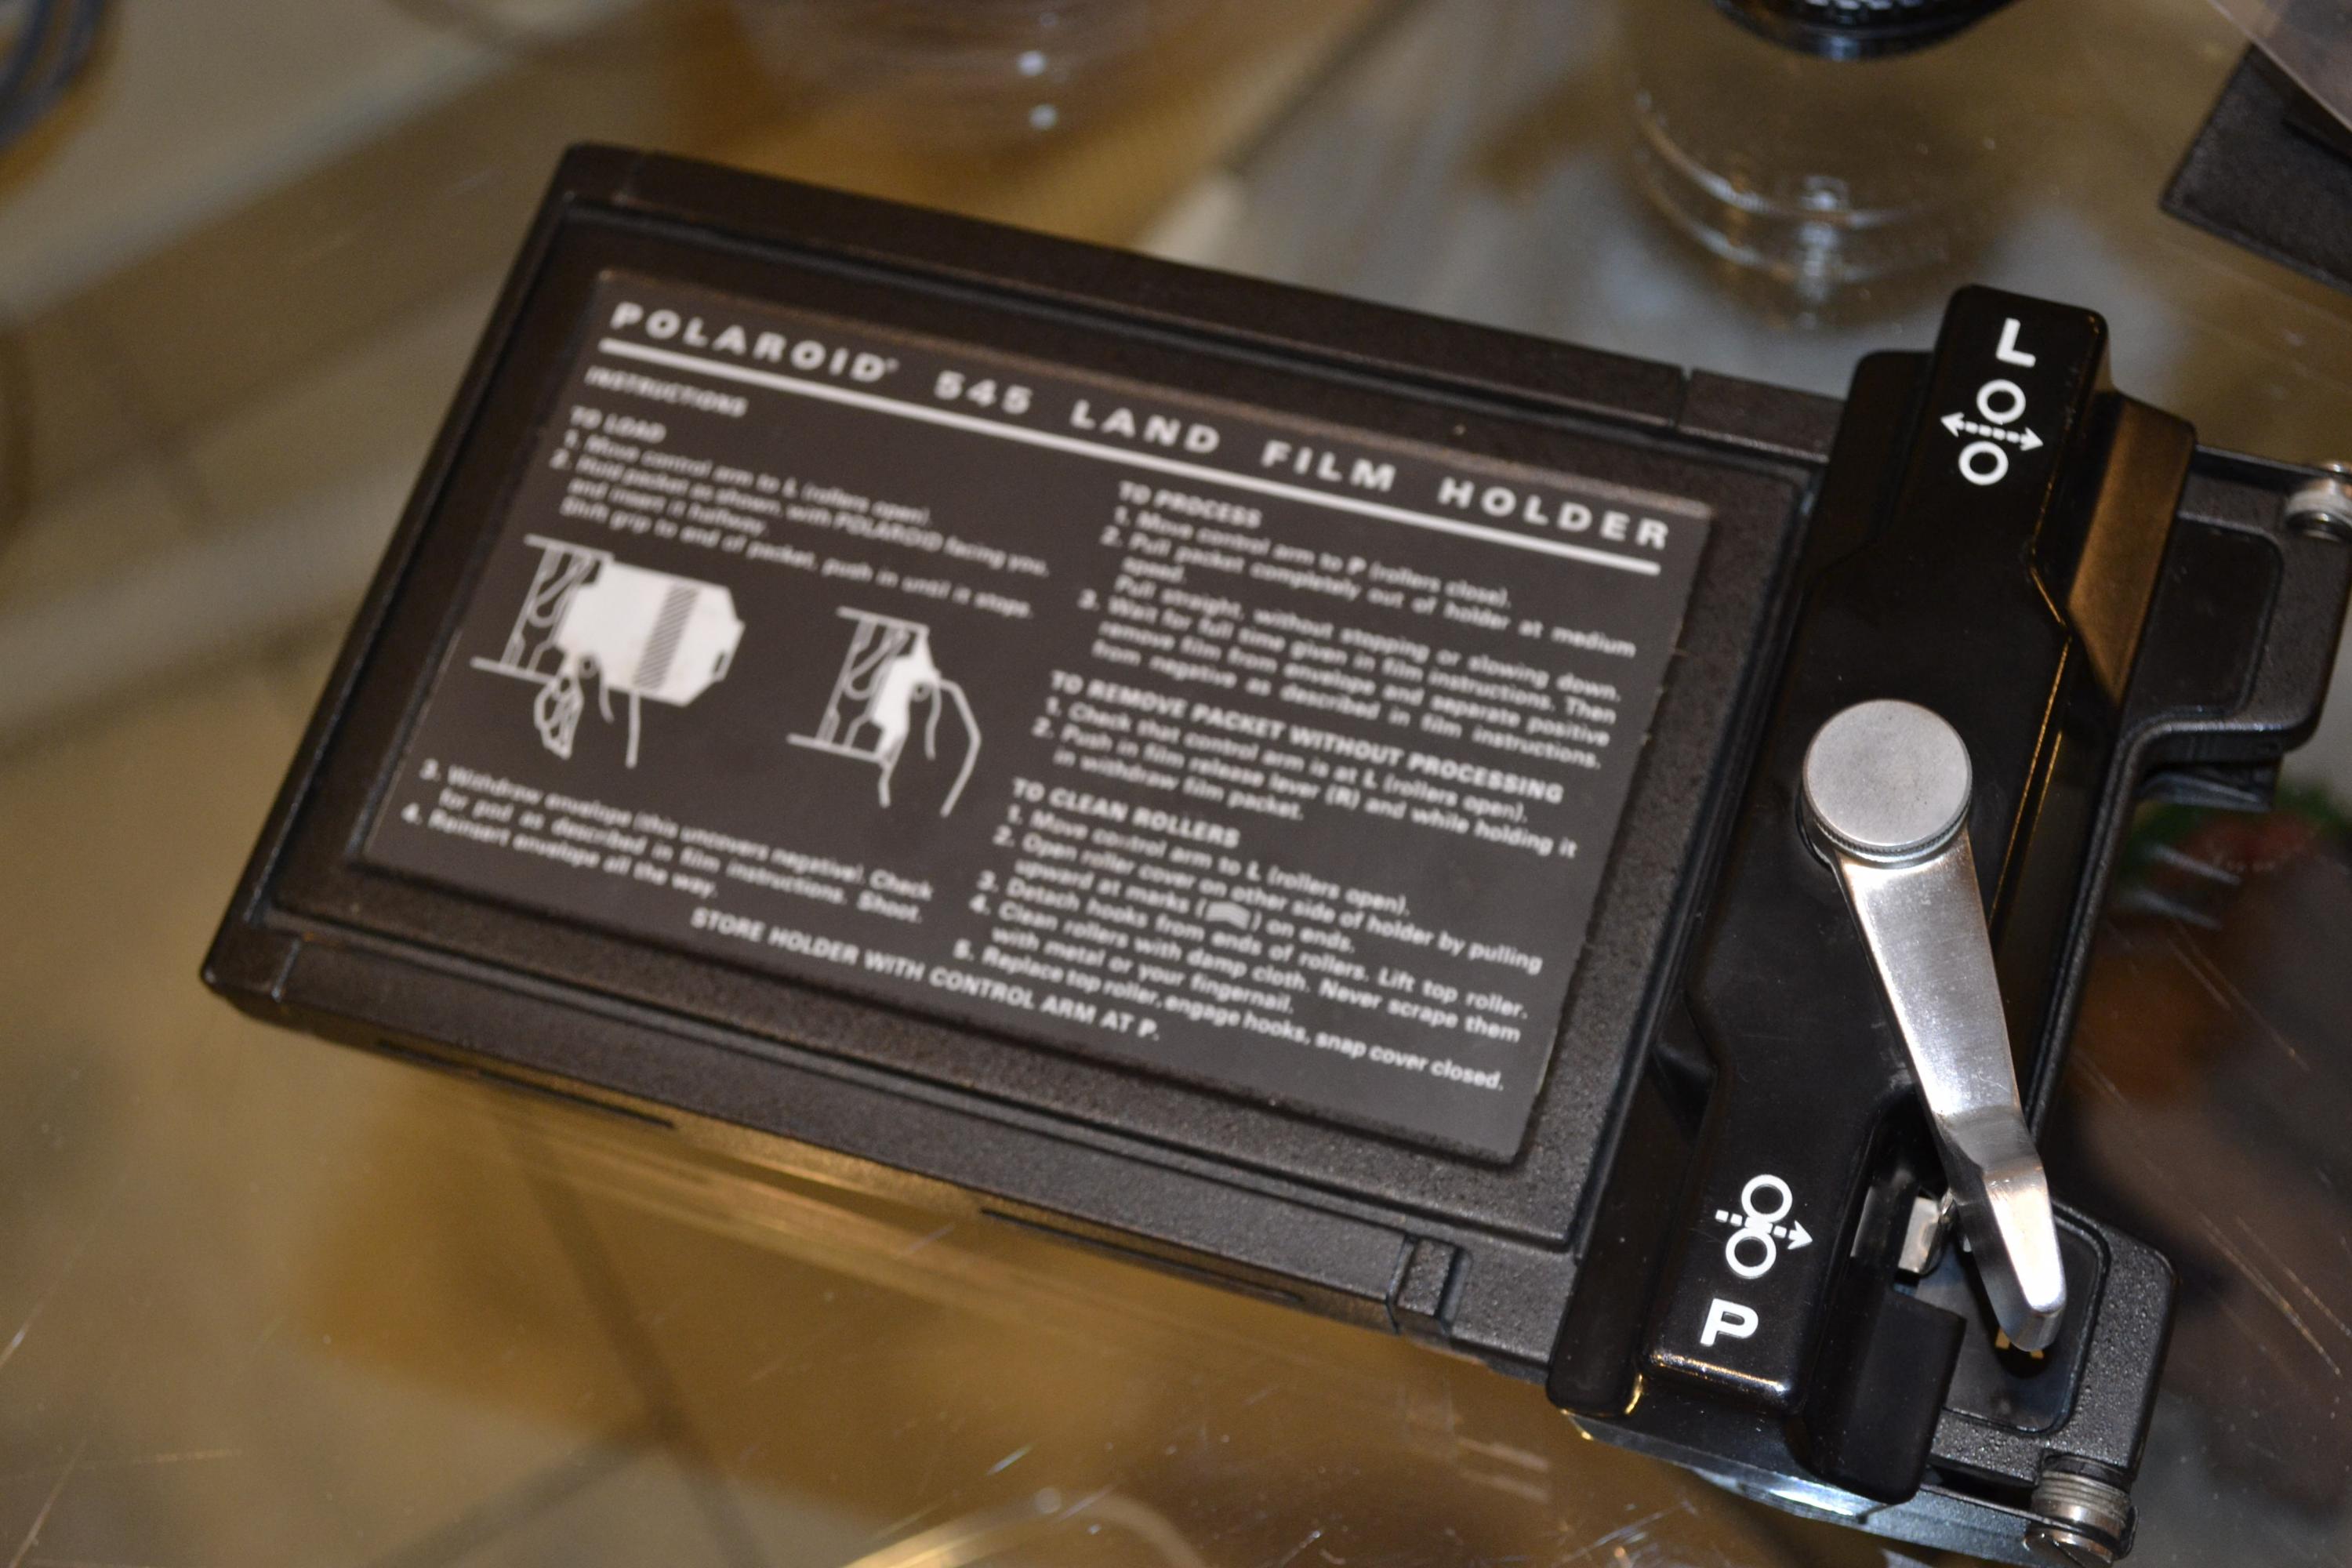 POLAROID® 545 LAND FILM HOLDER
INSTRUCTIONS
TO LOAD
1. Move control arm to L (rollers open).
2. Hold packet as shown, with POLAROID facing you,
and insert it halfway.
Shift grip to end of packet, push in until it stops.
3. Withdraw envelope (this uncovers negative). Check
for pod as described in film instructions. Shoot.
4. Reinsert envelope all the way.
TO PROCESS
1. Move control arm to P (rollers close).
2. Pull packet completely out of holder at medium
speed.
Pull straight, without stopping or slowing down.
3. Wait for full time given in film instructions. Then
remove film from envelope and separate positive
from negative as described in film instructions.
TO REMOVE PACKET WITHOUT PROCESSING
1. Check that control arm is at L (rollers open).
2. Push in film release lever (R) and while holding it
in withdraw film packet.
TO CLEAN ROLLERS
1. Move control arm to L (rollers open).
2. Open roller cover on other side of holder by pulling
upward at marks ( ) on ends.
3. Detach hooks from ends of rollers. Lift top roller.
4. Clean rollers with damp cloth. Never scrape them
with metal or your fingernail.
5. Replace top roller, engage hooks, snap cover closed.
STORE HOLDER WITH CONTROL ARM AT P.
L
P